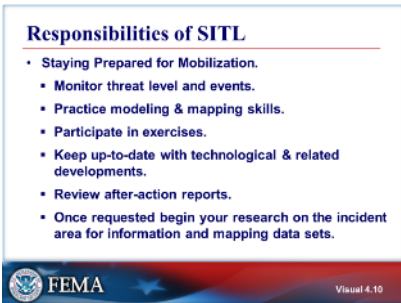 Responsibilities of SITL
• Staying Prepared for Mobilization.
▪ Monitor threat level and events.
▪ Practice modeling & mapping skills.
▪ Participate in exercises.
▪ Keep up-to-date with technological & related
developments.
▪ Review after-action reports.
▪ Once requested begin your research on the incident
area for information and mapping data sets.
FEMA
Visual 4.10